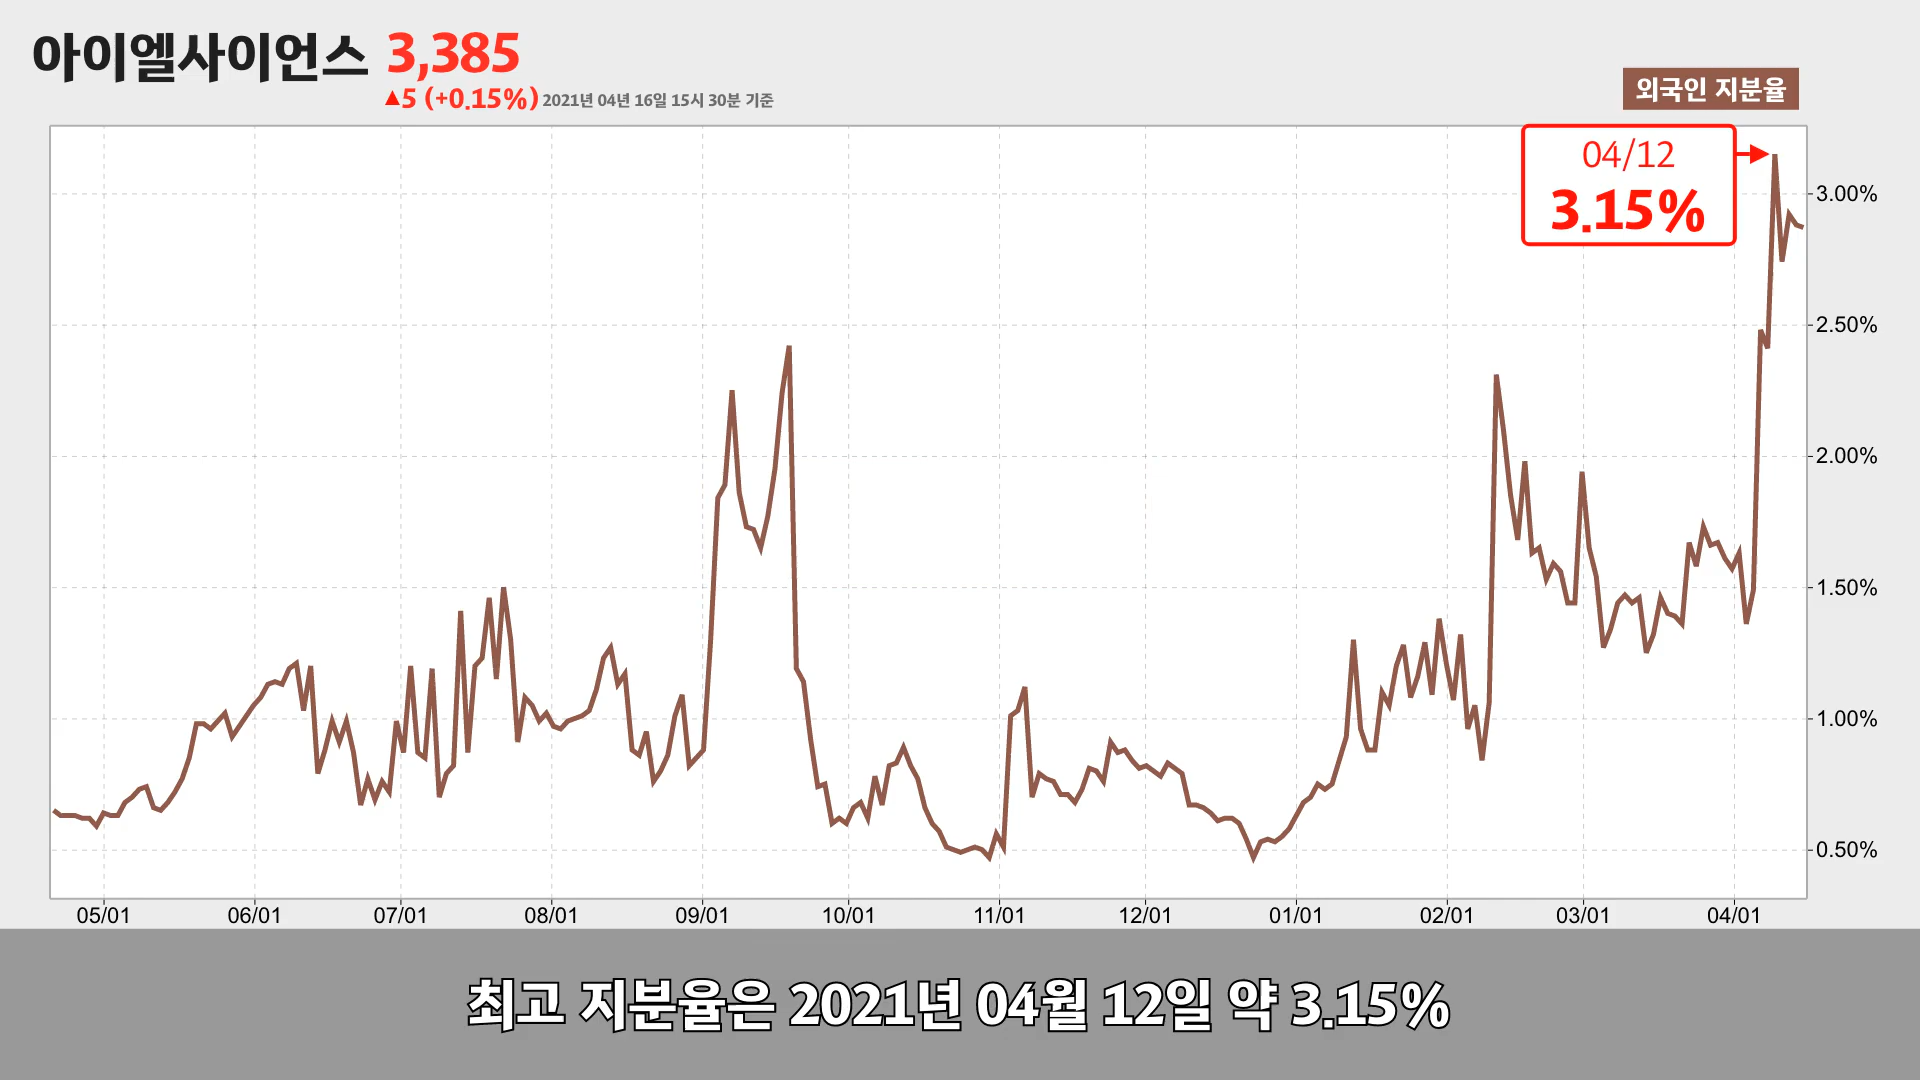 아이엘사이언스 3,385
▲5 (+0.15%) 2021년 04년 16일 15시 30분 기준
외국인 지분율
04/12
3.15%
3.00%
2.50%
2.00%
1.50%
1.00%
0.50%
05/01 06/01 07/01 08/01 09/01 10/01 11/01 12/01 01/01 02/01 03/01 04/01
최고 지분율은 2021년 04월 12일 약 3.15%